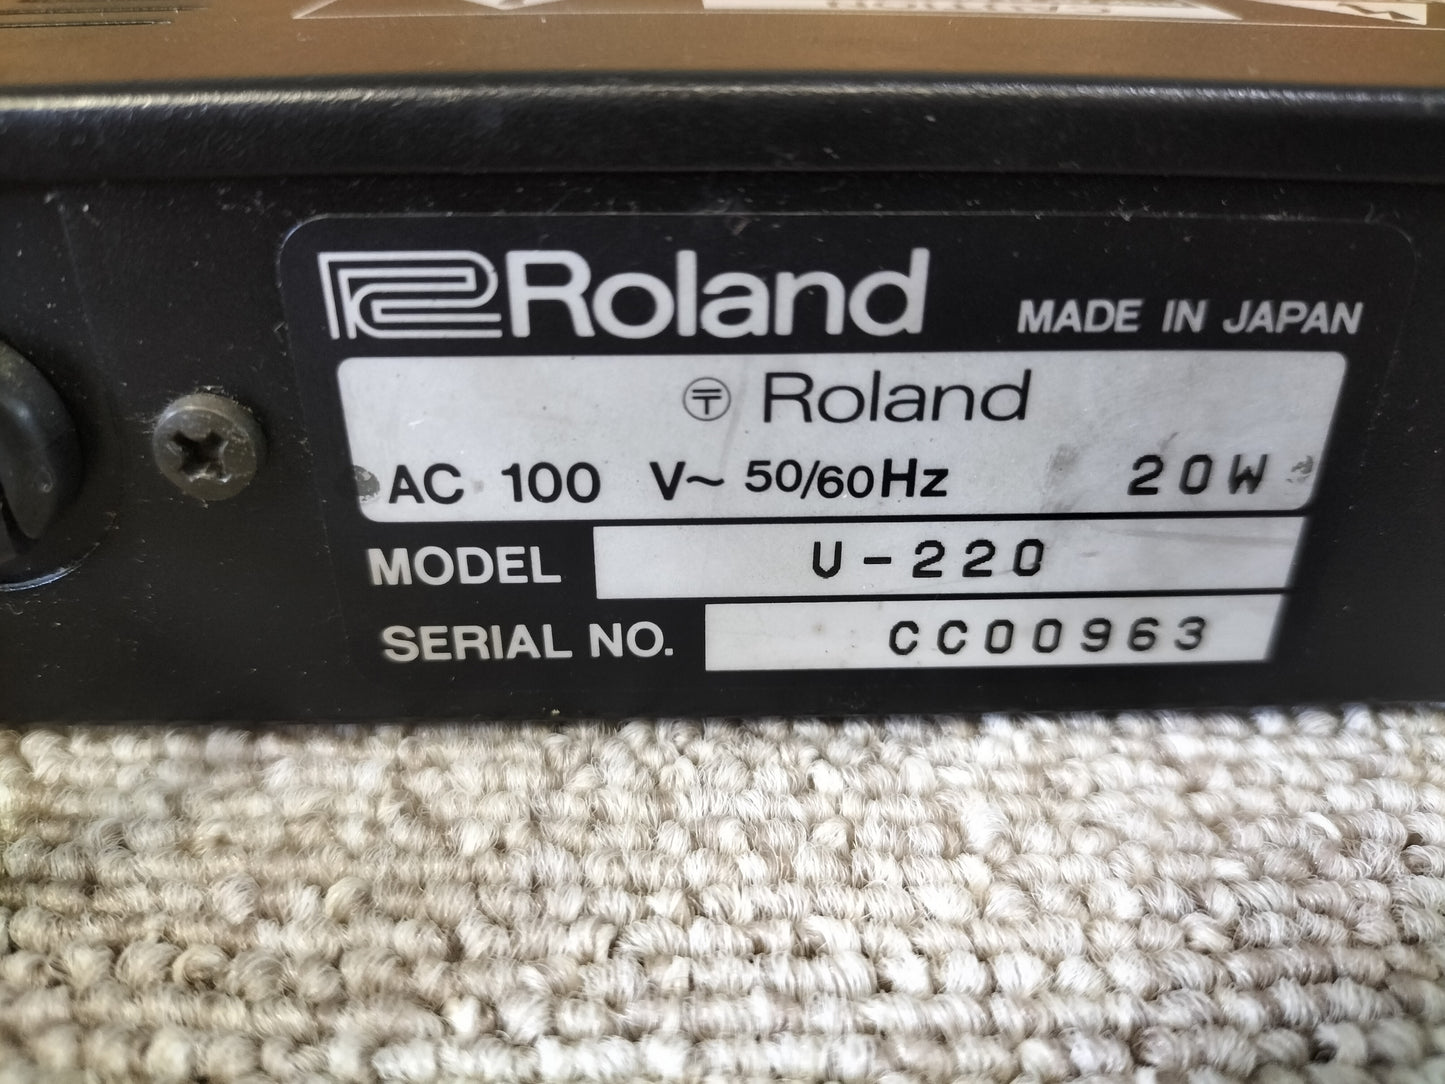 Roland MADE IN JAPAN
〶 Roland
AC 100 V~ 50/60Hz 20W
MODEL U-220
SERIAL NO. CC00963